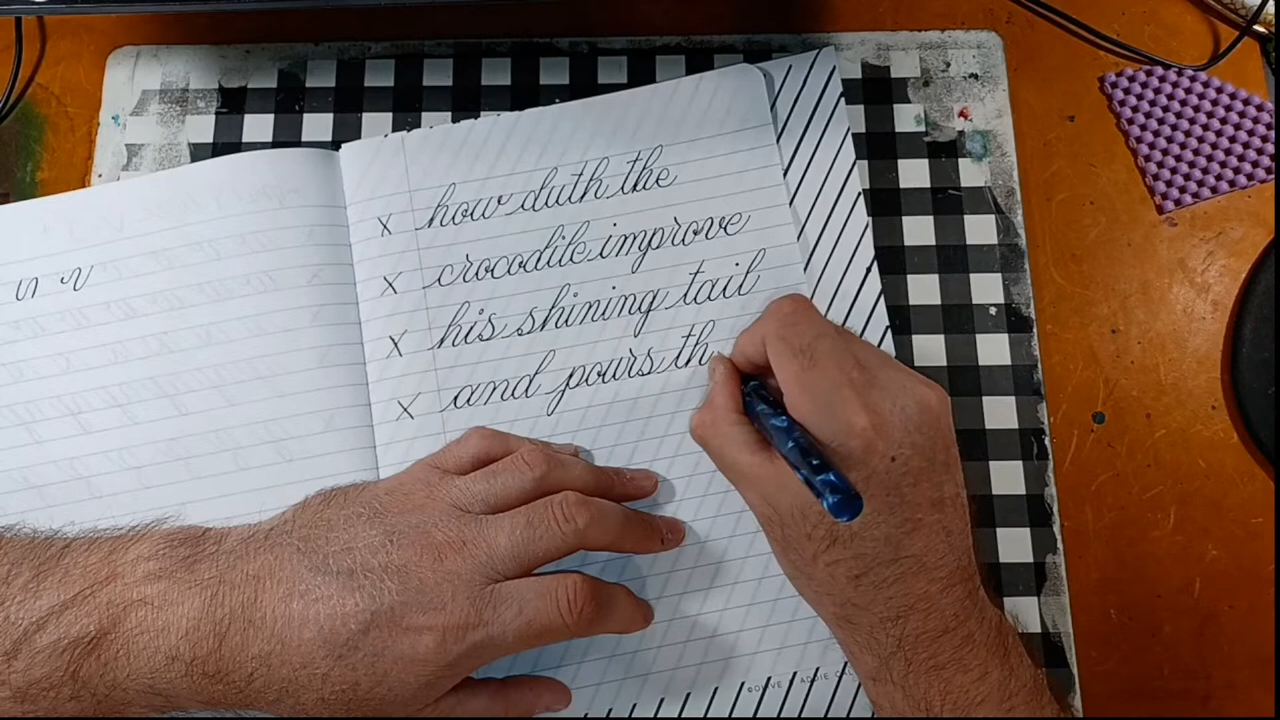 x how duth the
x crocodile improve
x his shining tail
x and pours th